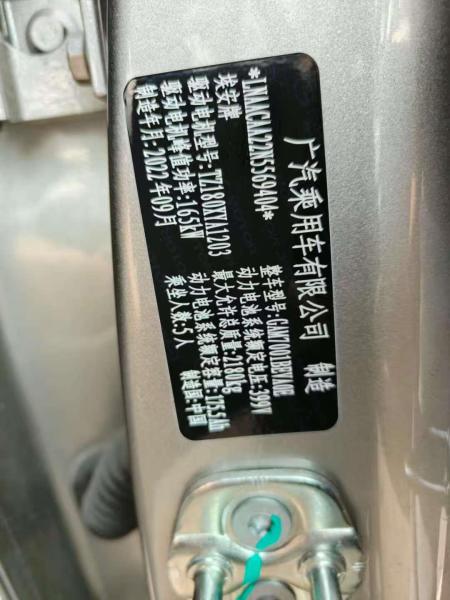 广汽乘用车有限公司 制造
*LNAACAA22N5569404*
埃安牌 整车型号:
驱动电机型号:TZ180XYA1203 动力电池系统额定电压:399V
驱动电机峰值功率:165kW 最大允许总质量:2180kg
制造年月:2022年09月 动力电池系统额定容量:175.5Ah
乘坐人数:5人 制造国:中国